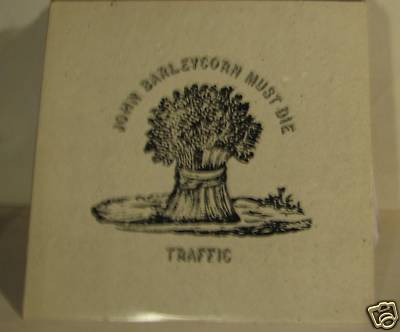 JOHN BARLEYCORN MUST DIE
TRAFFIC